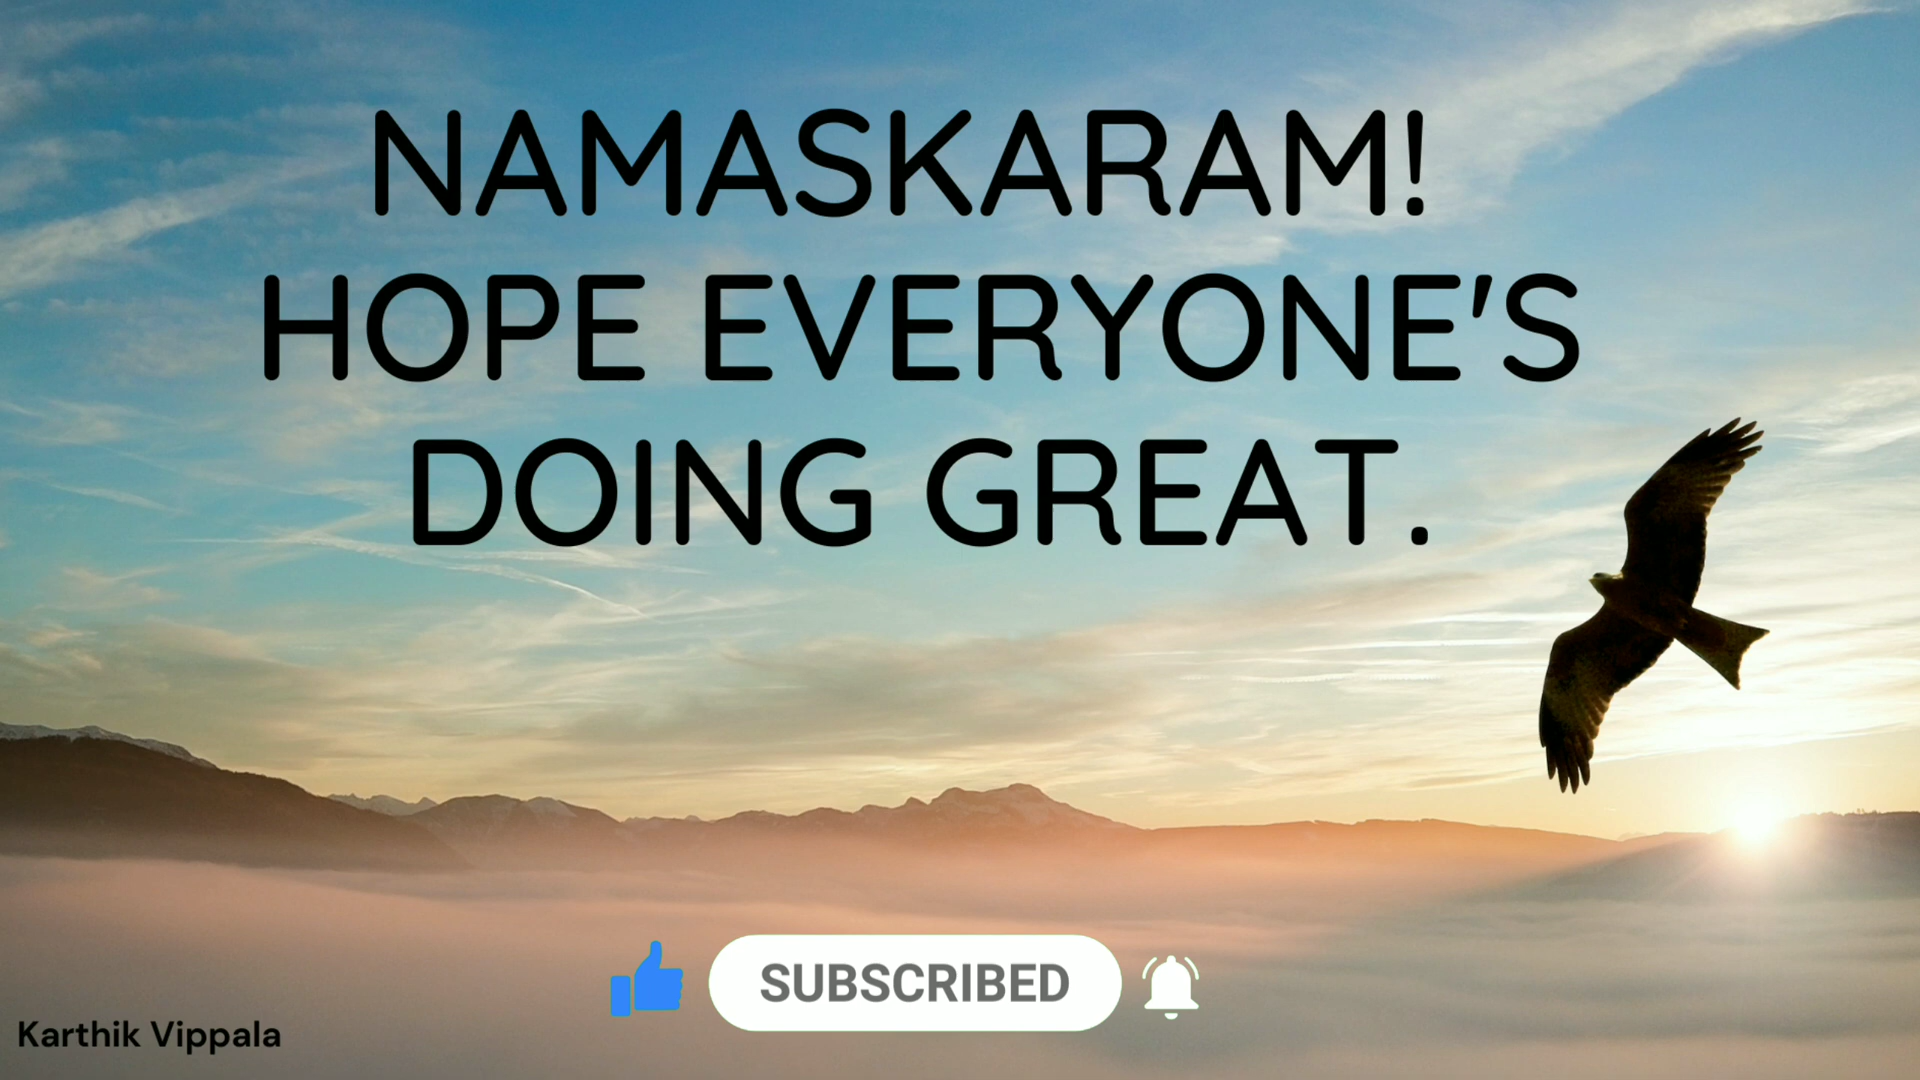 NAMASKARAM!
HOPE EVERYONE'S
DOING GREAT.
SUBSCRIBED
Karthik Vippala